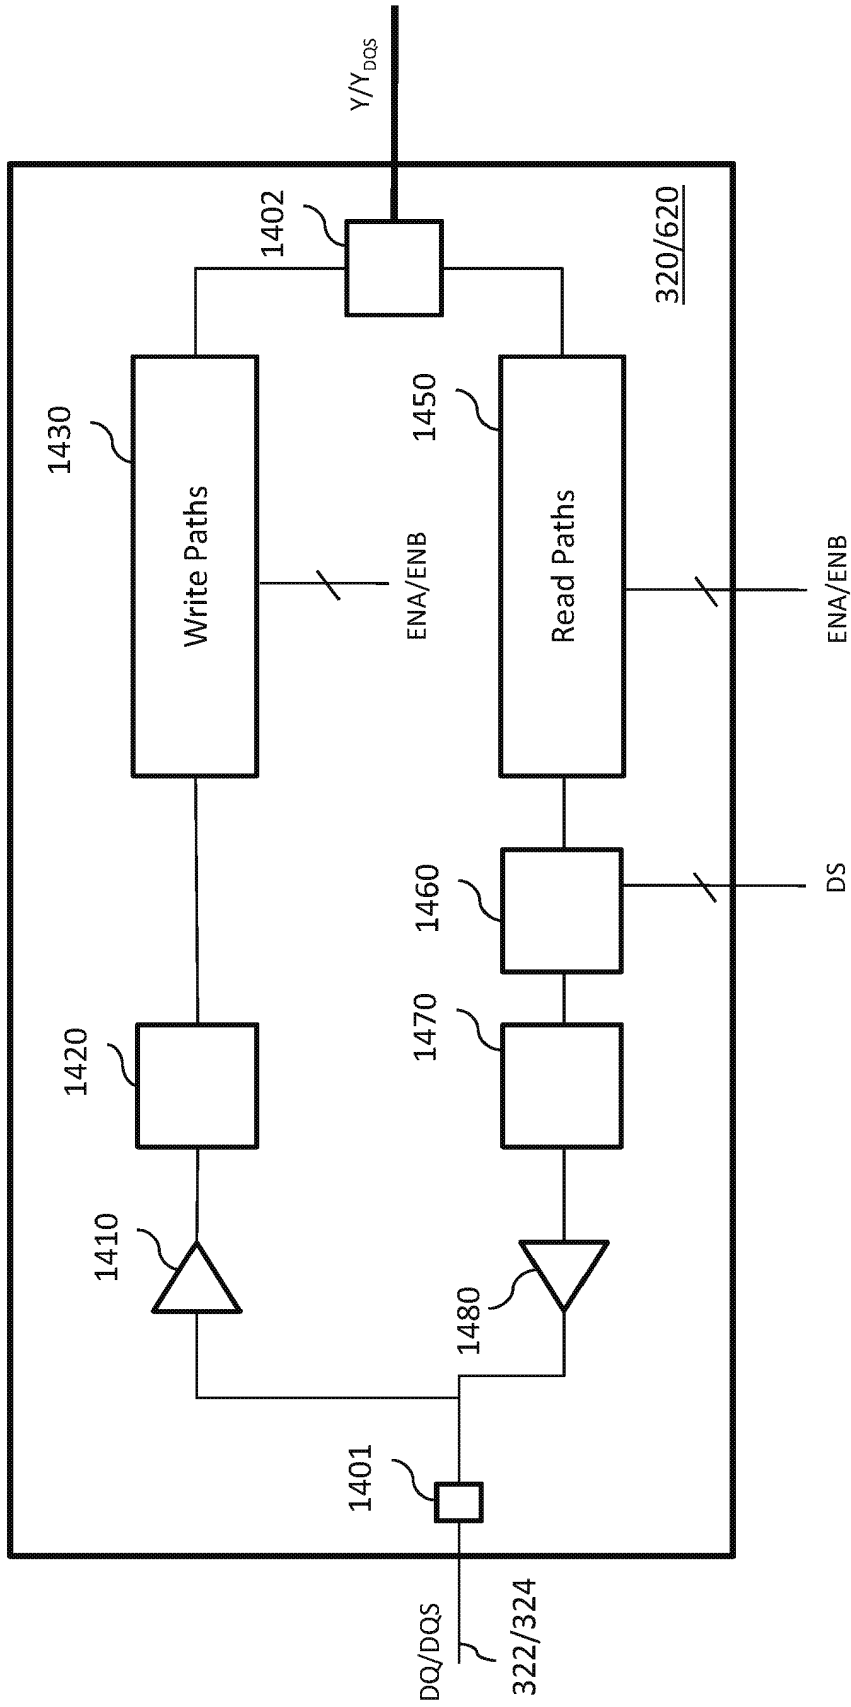 DQ/DQS
322/324
1401
1410
1420
1430
Write Paths
ENA/ENB
1402
Y/Y_DQS
1480
1470
1460
1450
Read Paths
DS
ENA/ENB
320/620